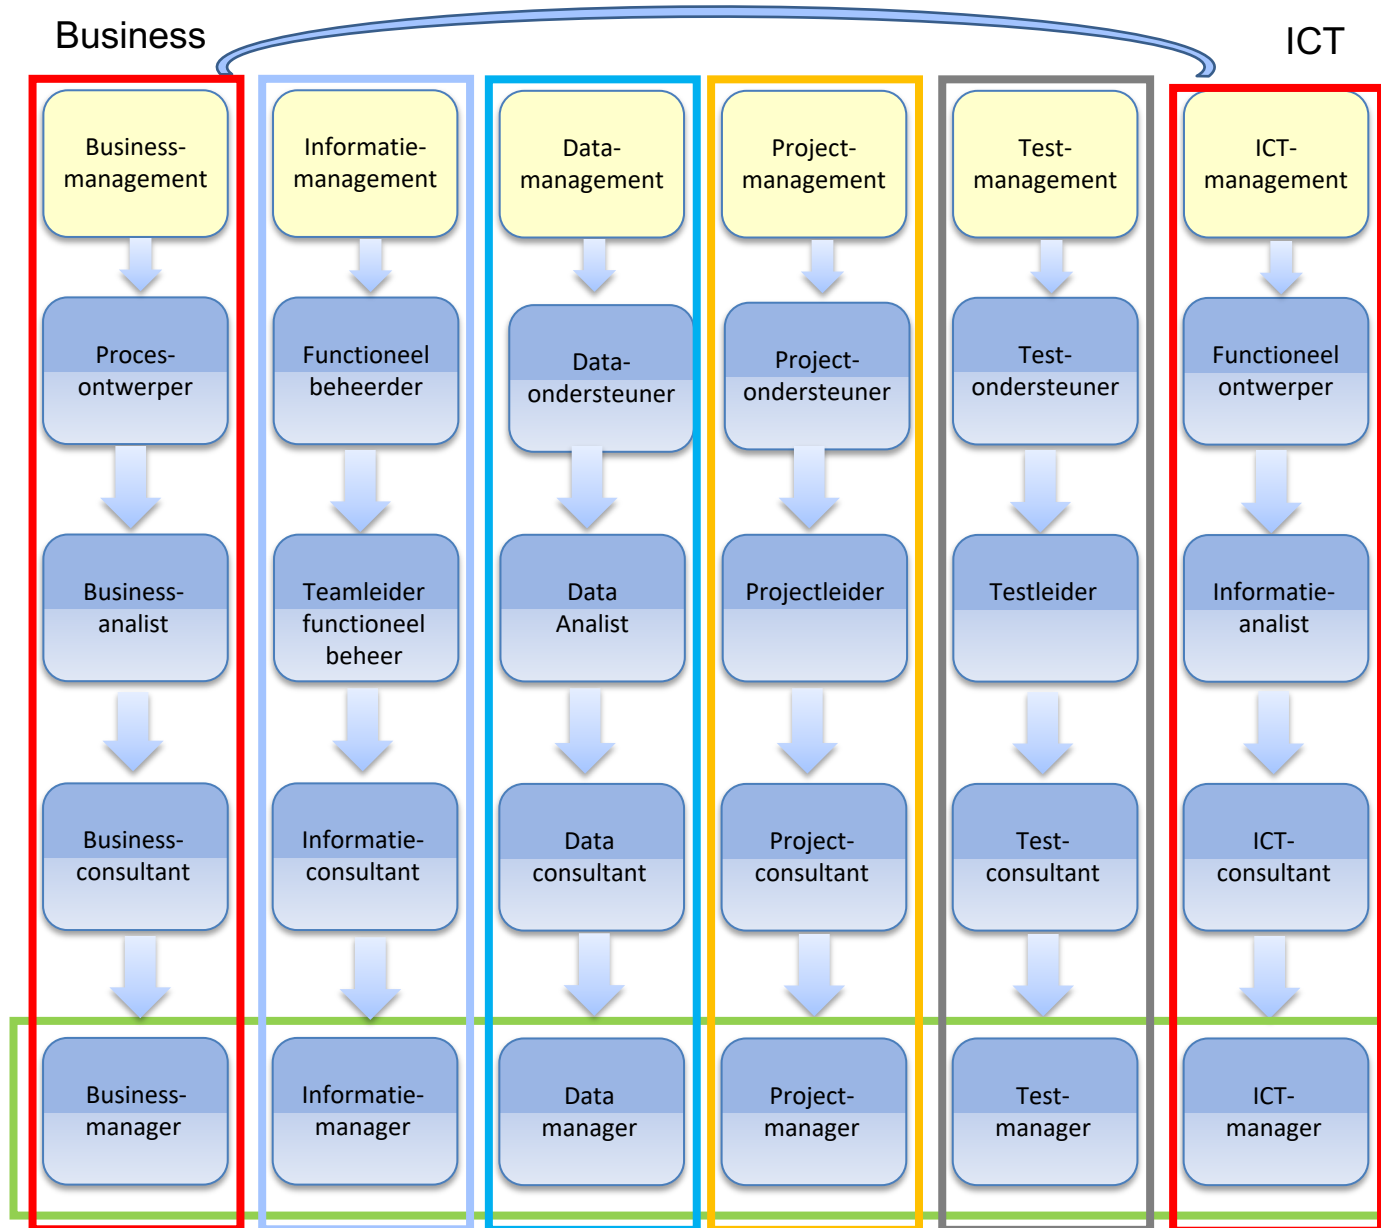 Business
ICT
Business-
management
Informatie-
management
Data-
management
Project-
management
Test-
management
ICT-
management
Proces-
ontwerper
Functioneel
beheerder
Data-
ondersteuner
Project-
ondersteuner
Test-
ondersteuner
Functioneel
ontwerper
Business-
analist
Teamleider
functioneel
beheer
Data
Analist
Projectleider
Testleider
Informatie-
analist
Business-
consultant
Informatie-
consultant
Data
consultant
Project-
consultant
Test-
consultant
ICT-
consultant
Business-
manager
Informatie-
manager
Data
manager
Project-
manager
Test-
manager
ICT-
manager